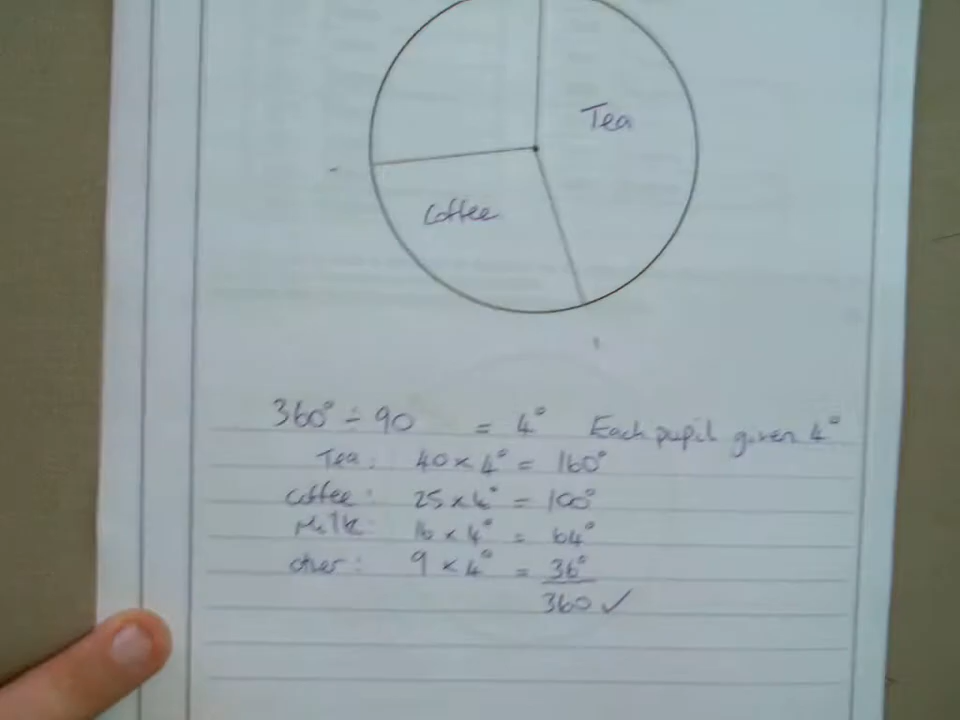 Tea
Coffee
360° ÷ 90 = 4° Each pupil given 4°
Tea: 40 × 4° = 160°
Coffee: 25 × 4° = 100°
Milk: 16 × 4° = 64°
other: 9 × 4° = 36°
360 ✓